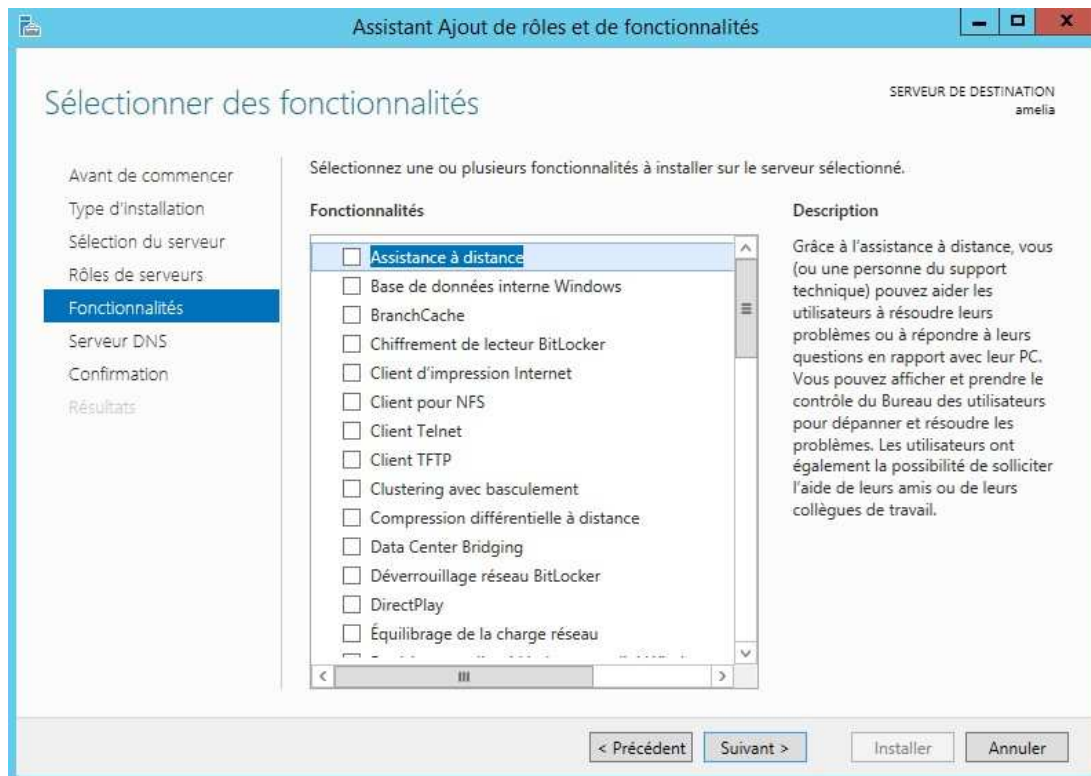 Assistant Ajout de rôles et de fonctionnalités
Sélectionner des fonctionnalités
SERVEUR DE DESTINATION
amelia
Avant de commencer
Type d'installation
Sélection du serveur
Rôles de serveurs
Fonctionnalités
Serveur DNS
Confirmation
Résultats
Sélectionnez une ou plusieurs fonctionnalités à installer sur le serveur sélectionné.
Fonctionnalités
Assistance à distance
Base de données interne Windows
BranchCache
Chiffrement de lecteur BitLocker
Client d'impression Internet
Client pour NFS
Client Telnet
Client TFTP
Clustering avec basculement
Compression différentielle à distance
Data Center Bridging
Déverrouillage réseau BitLocker
DirectPlay
Équilibrage de la charge réseau
Description
Grâce à l'assistance à distance, vous
(ou une personne du support
technique) pouvez aider les
utilisateurs à résoudre leurs
problèmes ou à répondre à leurs
questions en rapport avec leur PC.
Vous pouvez afficher et prendre le
contrôle du Bureau des utilisateurs
pour dépanner et résoudre les
problèmes. Les utilisateurs ont
également la possibilité de solliciter
l'aide de leurs amis ou de leurs
collègues de travail.
< Précédent
Suivant >
Installer
Annuler